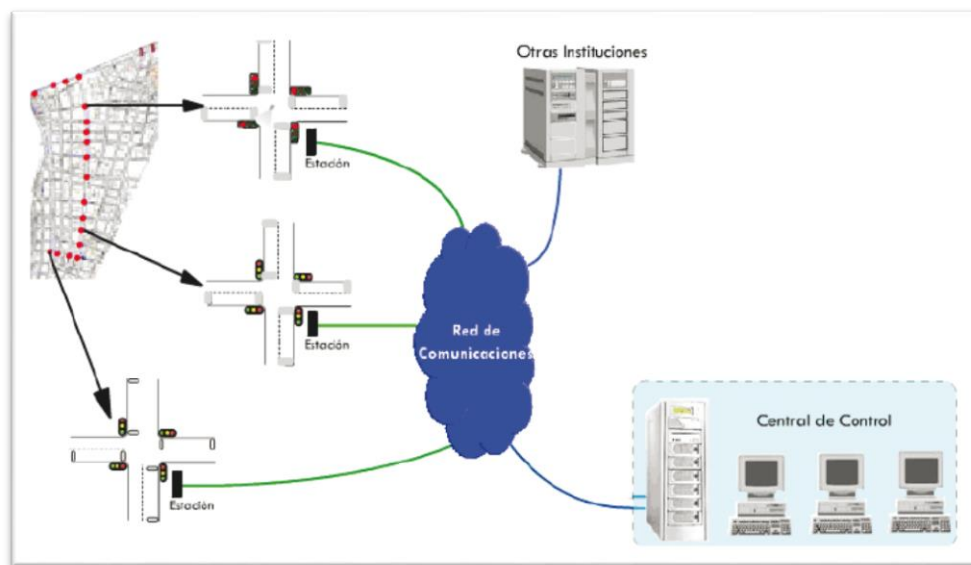 Otras Instituciones
Estación
Estación
Estación
Red de
Comunicaciones
Central de Control